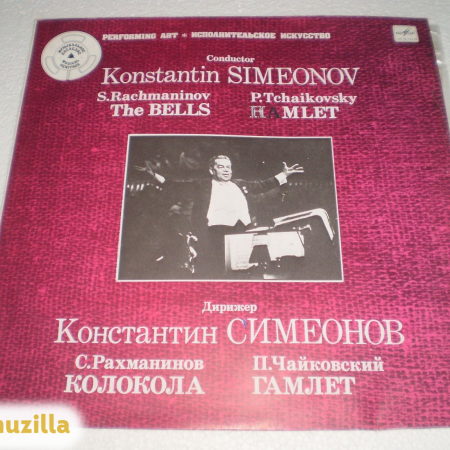 PERFORMING ART • ИСПОЛНИТЕЛЬСКОЕ ИСКУССТВО
Conductor
Konstantin SIMEONOV
S.Rachmaninov P.Tchaikovsky
The BELLS HAMLET
Дирижер
Константин СИМЕОНОВ
С.Рахманинов П.Чайковский
КОЛОКОЛА ГАМЛЕТ
uzilla